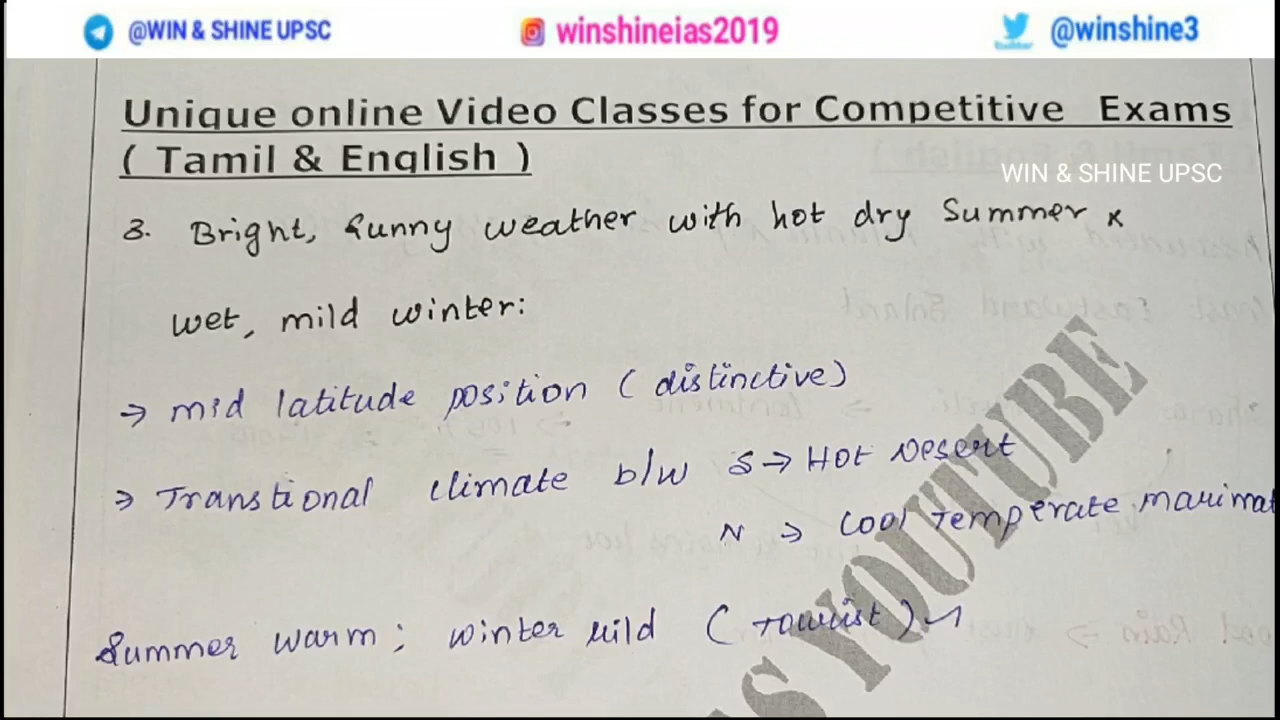 @WIN & SHINE UPSC winshineias2019 @winshine3
Unique online Video Classes for Competitive Exams
( Tamil & English )
WIN & SHINE UPSC
3. Bright, Sunny weather with hot dry Summer x
wet, mild winter:
→ mid latitude position (distinctive)
→ Transtional climate b/w S → Hot Desert
N → Cool Temperate
Summer warm; winter mild (tourist)
S YOUTUBE